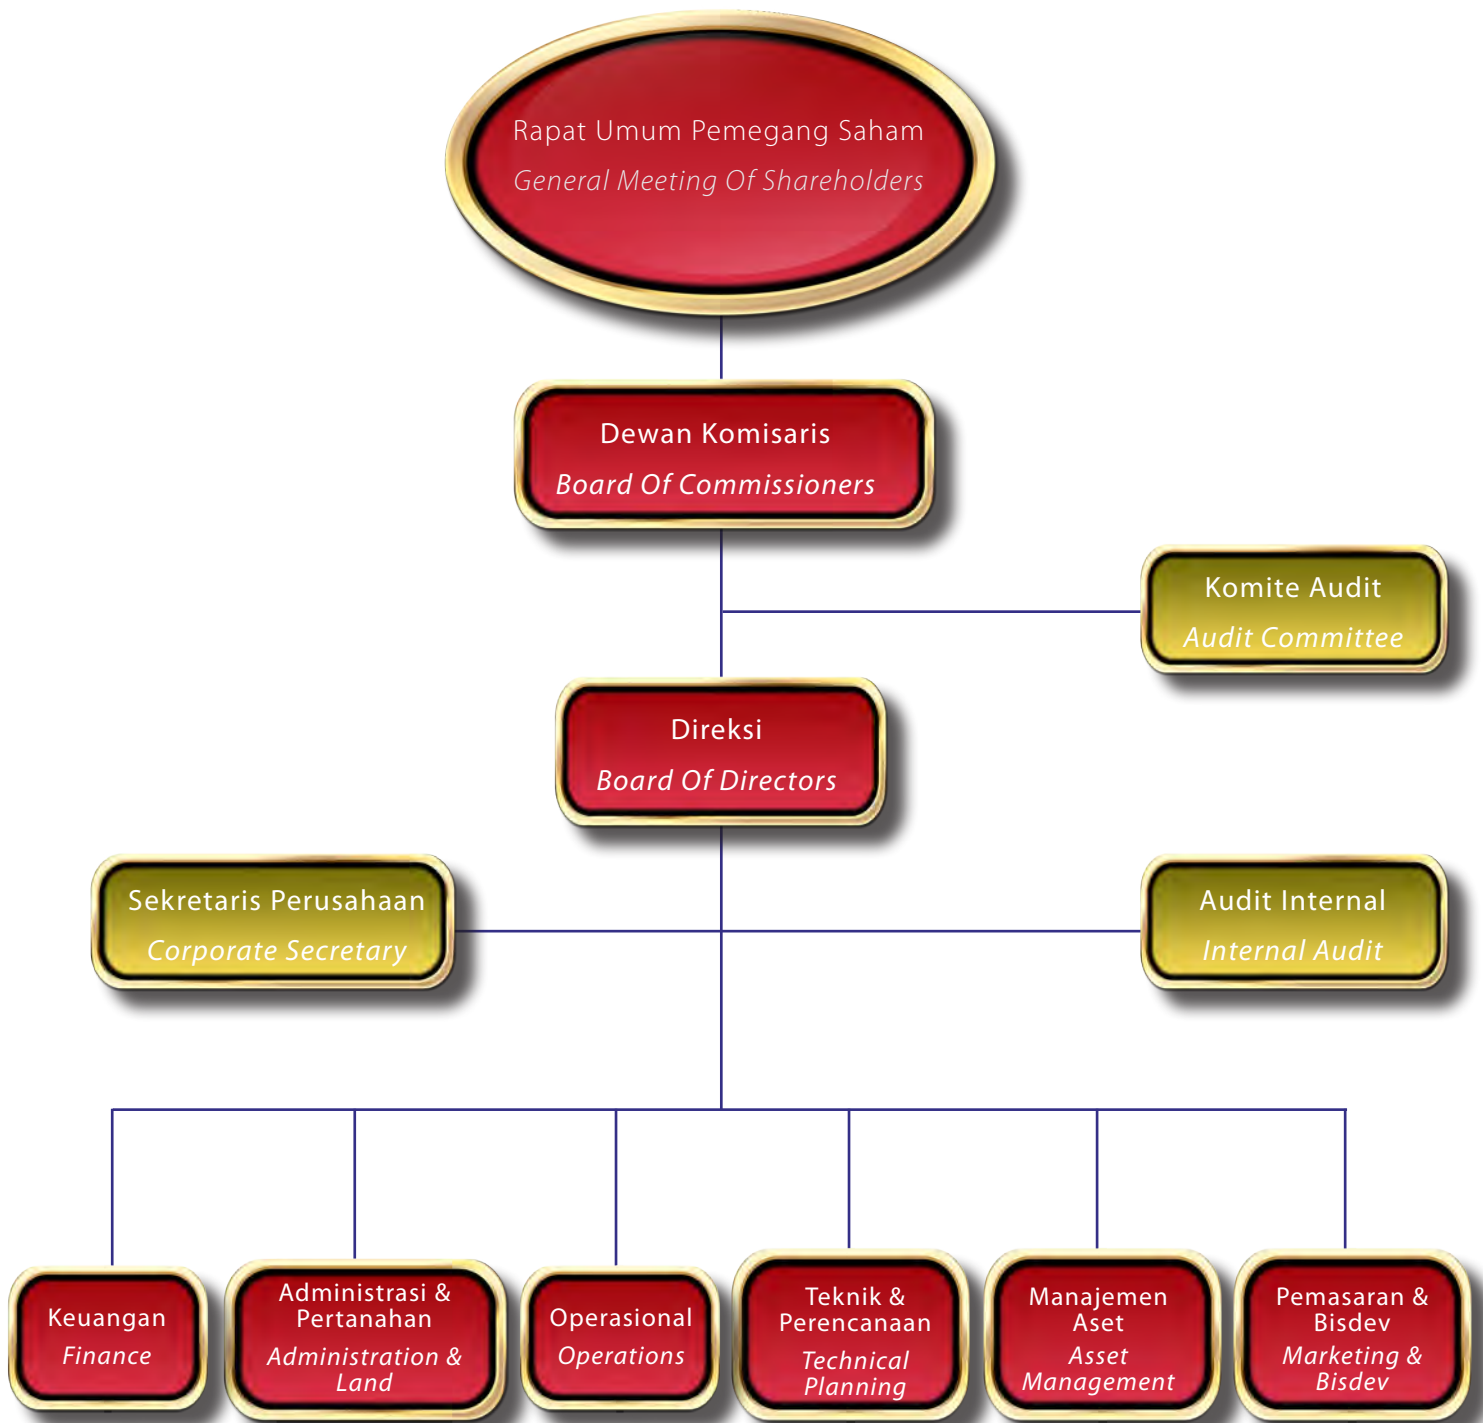 Rapat Umum Pemegang Saham
General Meeting Of Shareholders
Dewan Komisaris
Board Of Commissioners
Komite Audit
Audit Committee
Direksi
Board Of Directors
Sekretaris Perusahaan
Corporate Secretary
Audit Internal
Internal Audit
Keuangan
Finance
Administrasi &
Pertanahan
Administration &
Land
Operasional
Operations
Teknik &
Perencanaan
Technical
Planning
Manajemen
Aset
Asset
Management
Pemasaran &
Bisdev
Marketing &
Bisdev